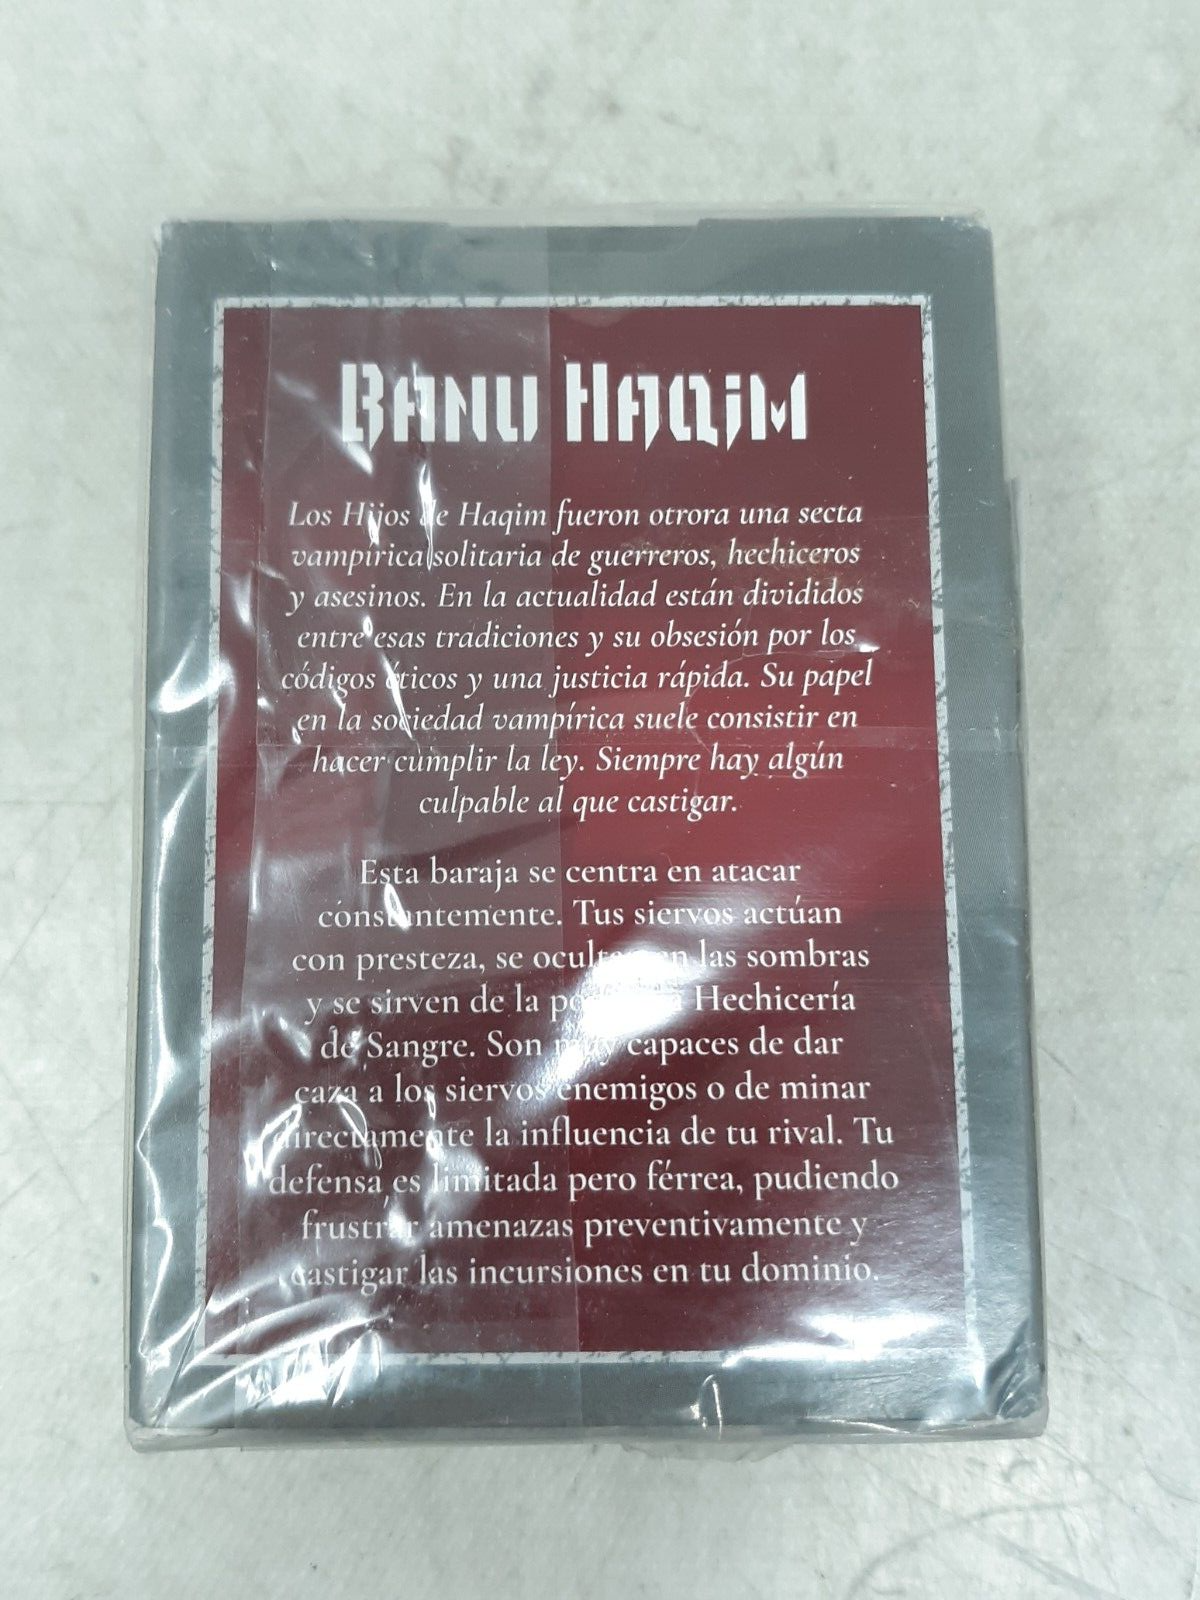 BANU HAQIM
Los Hijos de Haqim fueron otrora una secta
vampírica solitaria de guerreros, hechiceros
y asesinos. En la actualidad están divididos
entre esas tradiciones y su obsesión por los
códigos éticos y una justicia rápida. Su papel
en la sociedad vampírica suele consistir en
hacer cumplir la ley. Siempre hay algún
culpable al que castigar.
Esta baraja se centra en atacar
constantemente. Tus siervos actúan
con presteza, se ocultan en las sombras
y se sirven de la Hechicería
de Sangre. Son muy capaces de dar
caza a los siervos enemigos o de minar
directamente la influencia de tu rival. Tu
defensa es limitada pero férrea, pudiendo
frustrar amenazas preventivamente y
castigar las incursiones en tu dominio.